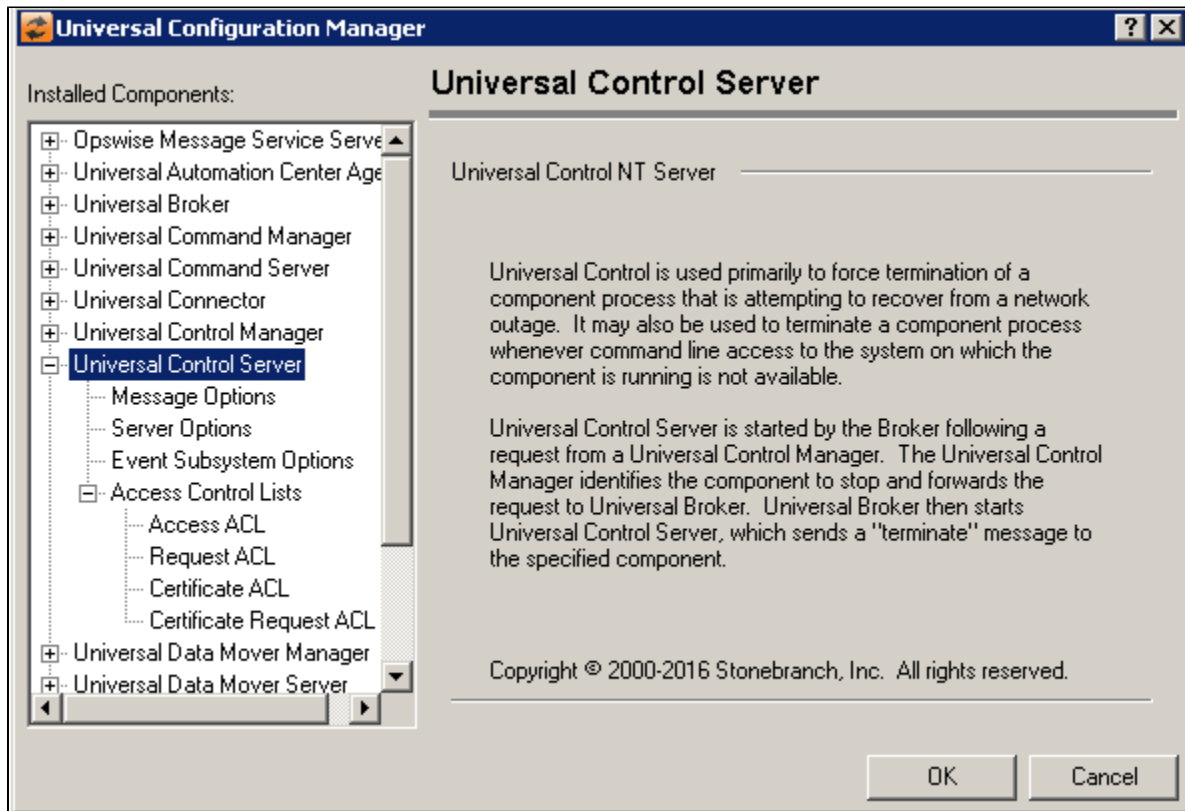 Universal Configuration Manager
Installed Components:
Opswise Message Service Serve
Universal Automation Center Age
Universal Broker
Universal Command Manager
Universal Command Server
Universal Connector
Universal Control Manager
Universal Control Server
Message Options
Server Options
Event Subsystem Options
Access Control Lists
Access ACL
Request ACL
Certificate ACL
Certificate Request ACL
Universal Data Mover Manager
Universal Data Mover Server
Universal Control Server
Universal Control NT Server
Universal Control is used primarily to force termination of a
component process that is attempting to recover from a network
outage.  It may also be used to terminate a component process
whenever command line access to the system on which the
component is running is not available.
Universal Control Server is started by the Broker following a
request from a Universal Control Manager.  The Universal Control
Manager identifies the component to stop and forwards the
request to Universal Broker.  Universal Broker then starts
Universal Control Server, which sends a "terminate" message to
the specified component.
Copyright © 2000-2016 Stonebranch, Inc.  All rights reserved.
OK
Cancel